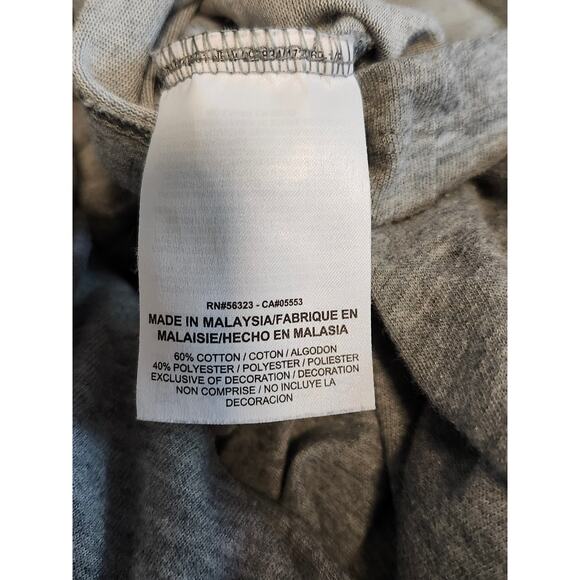 RN#56323 - CA#05553
MADE IN MALAYSIA/FABRIQUE EN
MALAISIE/HECHO EN MALASIA
60% COTTON / COTON / ALGODON
40% POLYESTER / POLYESTER / POLIESTER
EXCLUSIVE OF DECORATION / DECORATION
NON COMPRISE / NO INCLUYE LA
DECORACION